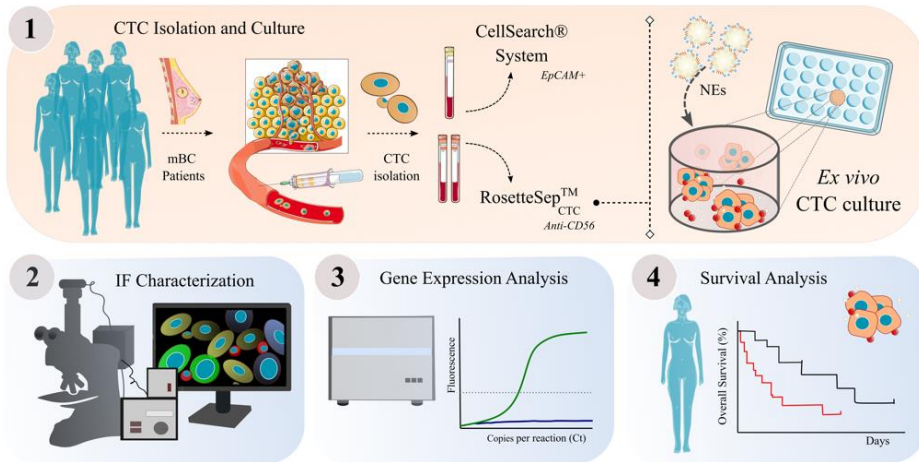 1
CTC Isolation and Culture
mBC
Patients
CTC
isolation
CellSearch®
System
EpCAM+
RosetteSep™
CTC
Anti-CD56
NEs
Ex vivo
CTC culture
2
IF Characterization
3
Gene Expression Analysis
Fluorescence
Copies per reaction (Ct)
4
Survival Analysis
Overall Survival (%)
Days